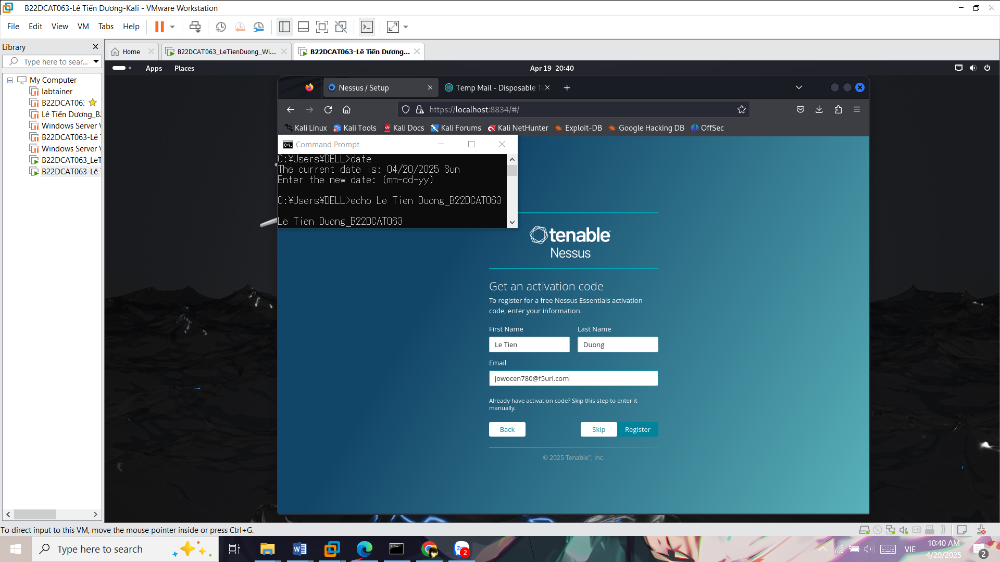 B22DCAT063-Lê Tiến Dương-Kali - VMware Workstation
File Edit View VM Tabs Help
Library
Type here to sear...
My Computer
labtainer
B22DCAT063
Lê Tiến Dương_B2
Windows Server V
B22DCAT063-Lê T
Windows Server V
B22DCAT063_LeT
B22DCAT063-Lê T
Home
B22DCAT063_LeTienDuong_Wi...
B22DCAT063-Lê Tiến Dương...
Apps Places
Apr 19 20:40
Nessus / Setup
Temp Mail - Disposable T
https://localhost:8834/#/
Kali Linux
Kali Tools
Kali Docs
Kali Forums
Kali NetHunter
Exploit-DB
Google Hacking DB
OffSec
Command Prompt
C:¥Users¥DELL>date
The current date is: 04/20/2025 Sun
Enter the new date: (mm-dd-yy)
C:¥Users¥DELL>echo Le Tien Duong_B22DCAT063
Le Tien Duong_B22DCAT063
tenable
Nessus
Get an activation code
To register for a free Nessus Essentials activation
code, enter your information.
First Name Last Name
Le Tien Duong
Email
jowocen780@f5url.com
Already have activation code? Skip this step to enter it
manually.
Back Skip Register
© 2025 Tenable™, Inc.
To direct input to this VM, move the mouse pointer inside or press Ctrl+G.
Type here to search
2
VIE
10:40 AM
4/20/2025
2